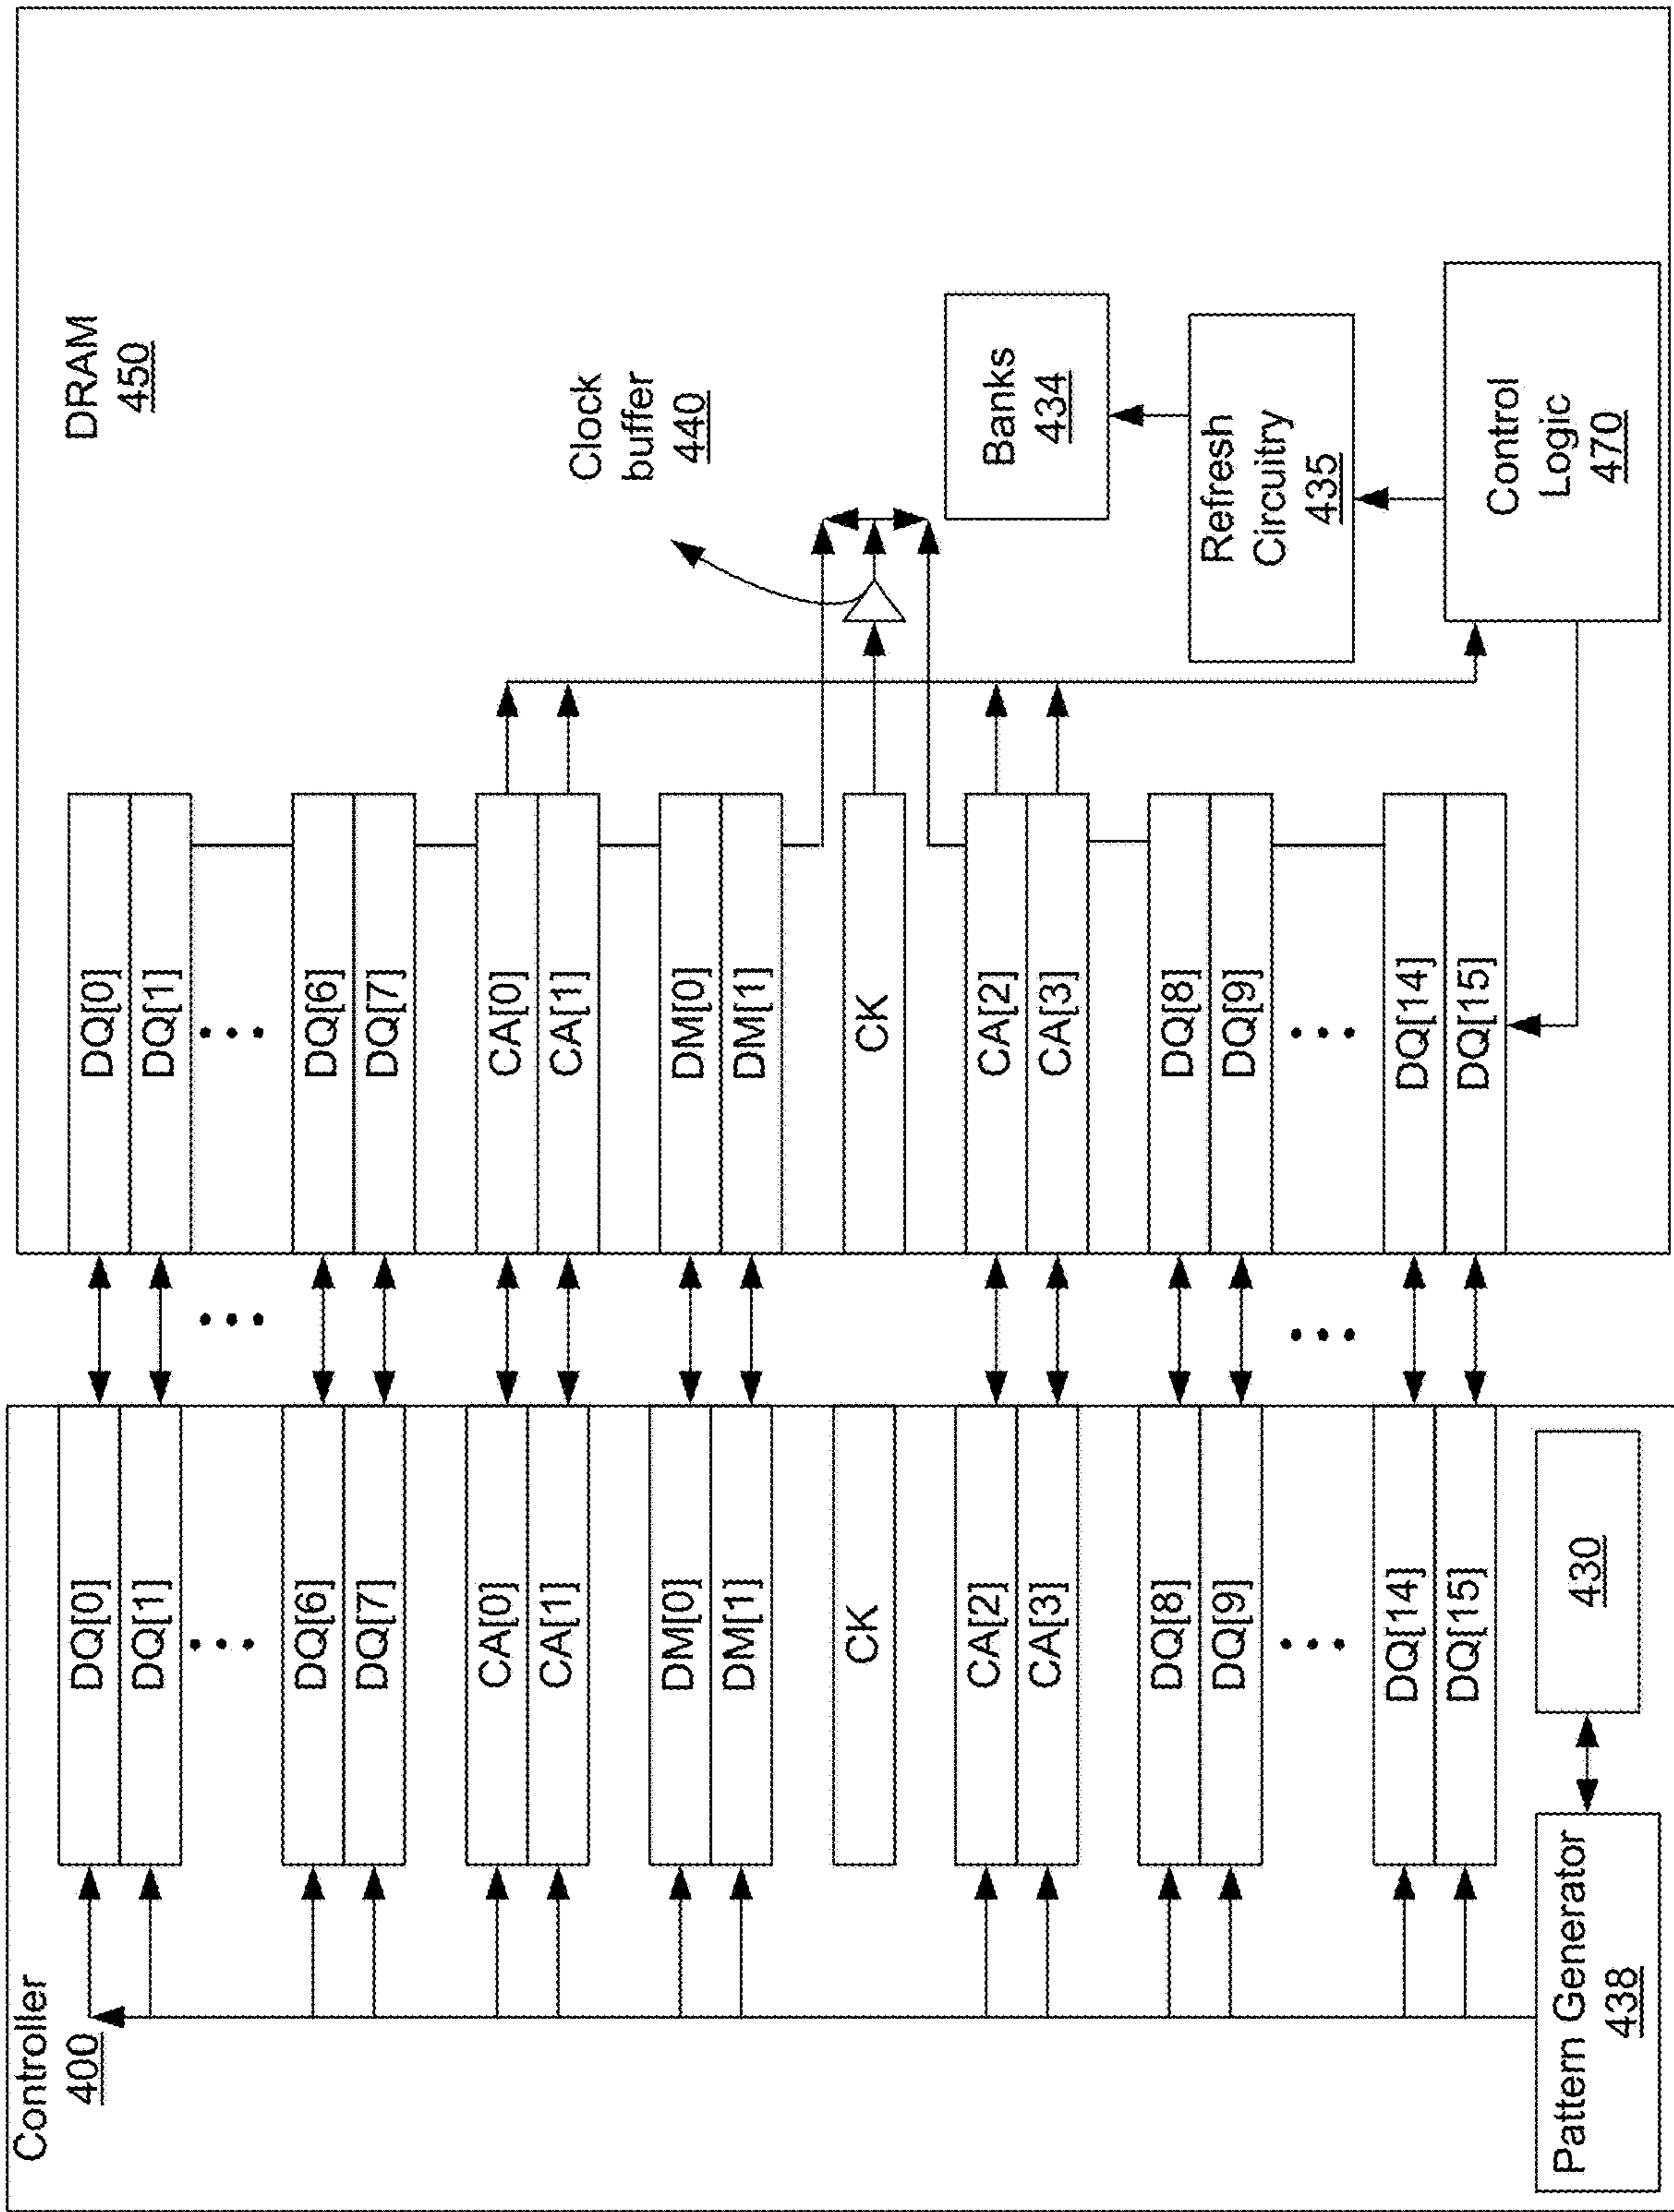 Controller
400
DQ[0]
DQ[1]
DQ[6]
DQ[7]
CA[0]
CA[1]
DM[0]
DM[1]
CK
CA[2]
CA[3]
DQ[8]
DQ[9]
DQ[14]
DQ[15]
Pattern Generator
438
430
DRAM
450
DQ[0]
DQ[1]
DQ[6]
DQ[7]
CA[0]
CA[1]
DM[0]
DM[1]
CK
CA[2]
CA[3]
DQ[8]
DQ[9]
DQ[14]
DQ[15]
Clock
buffer
440
Banks
434
Refresh
Circuitry
435
Control
Logic
470